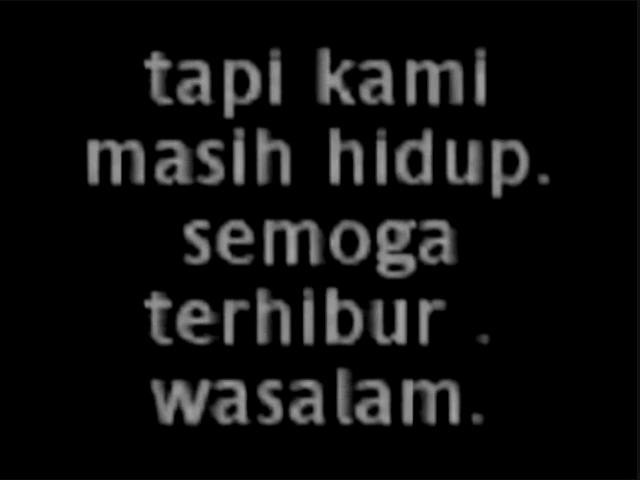 tapi kami
masih hidup.
semoga
terhibur .
wasalam.